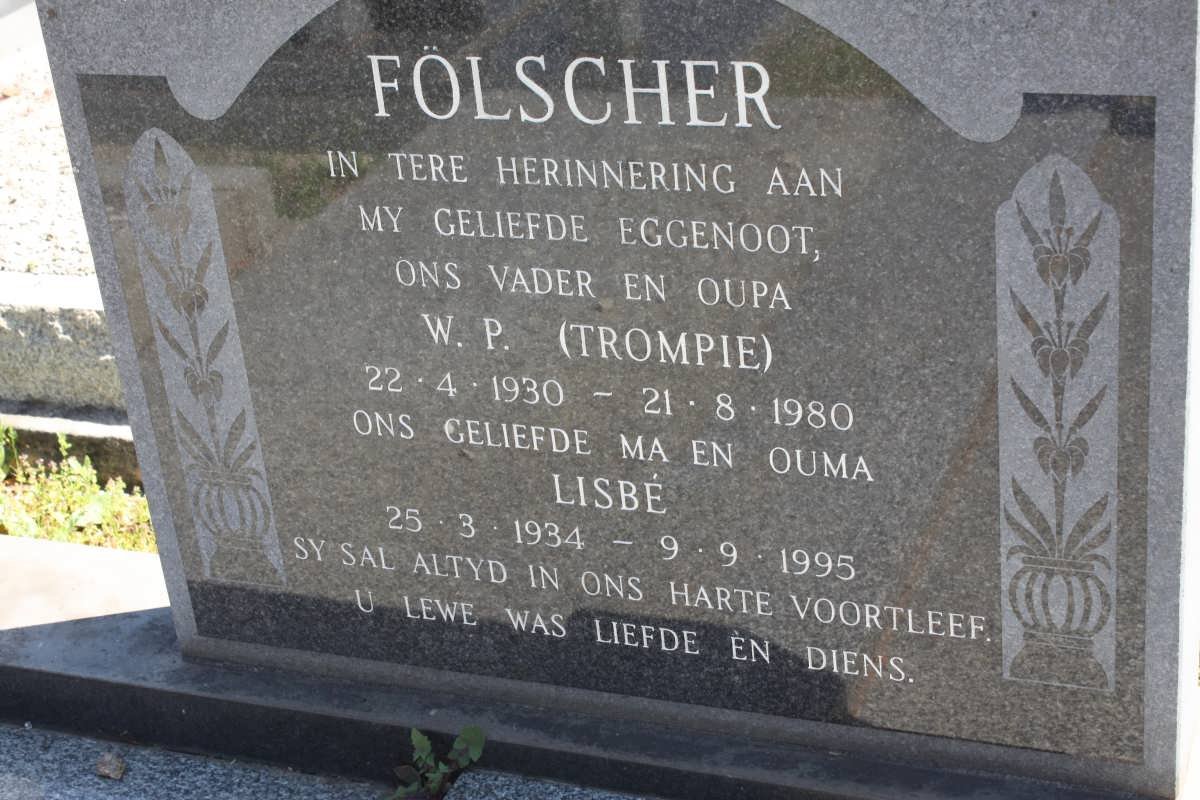 FÖLSCHER
IN TERE HERINNERING AAN
MY GELIEFDE EGGENOOT,
ONS VADER EN OUPA
W. P. (TROMPIE)
22 · 4 · 1930 – 21 · 8 · 1980
ONS GELIEFDE MA EN OUMA
LISBÉ
25 · 3 · 1934 – 9 · 9 · 1995
SY SAL ALTYD IN ONS HARTE VOORTLEEF.
U LEWE WAS LIEFDE ÈN DIENS.